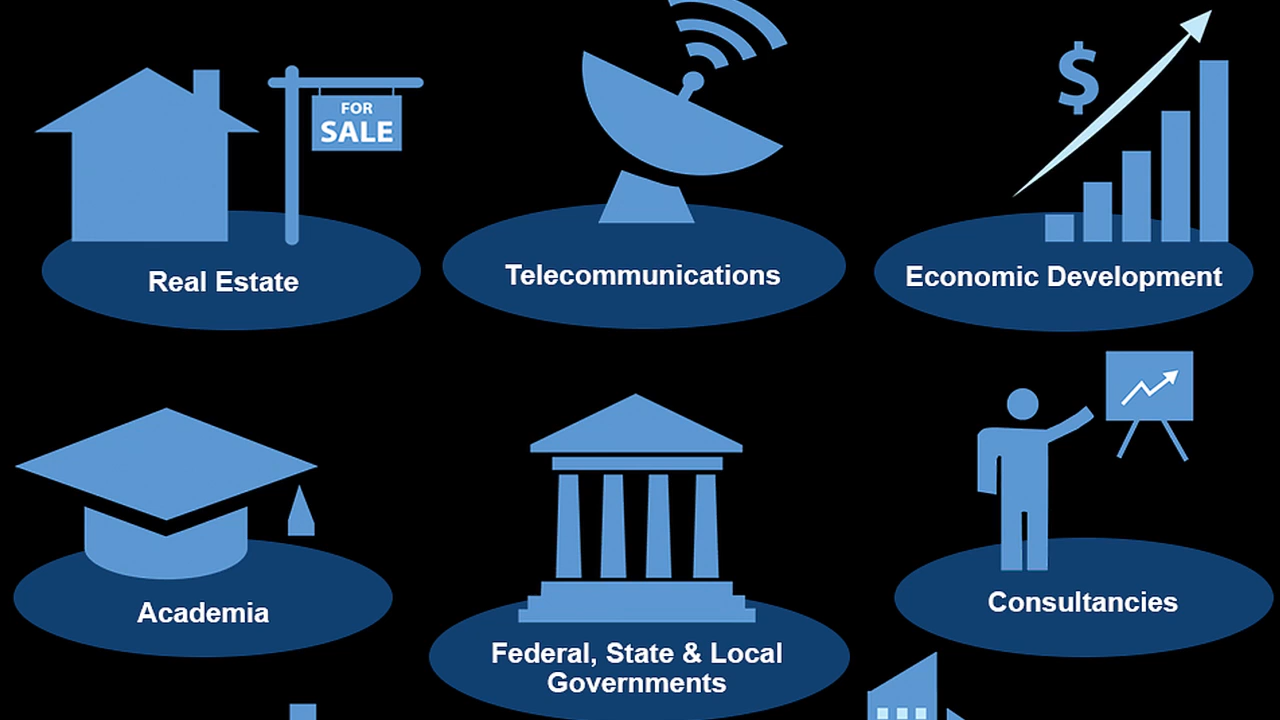 FOR
SALE
$
Real Estate
Telecommunications
Economic Development
Academia
Federal, State & Local
Governments
Consultancies